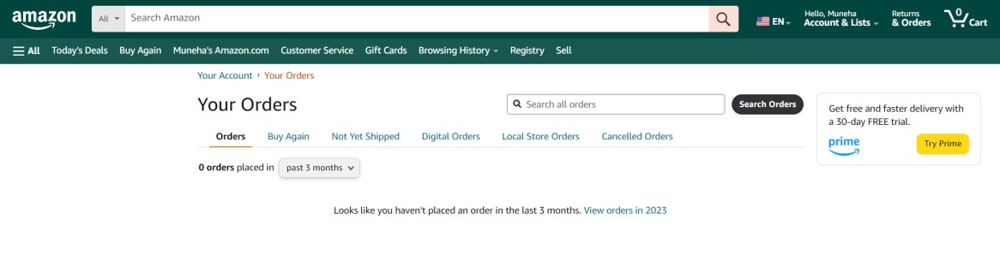 amazon
All
Search Amazon
EN
Hello, Muneha
Account & Lists
Returns
& Orders
0
Cart
All Today's Deals Buy Again Muneha's Amazon.com Customer Service Gift Cards Browsing History Registry Sell
Your Account › Your Orders
Your Orders
Search all orders
Search Orders
Orders Buy Again Not Yet Shipped Digital Orders Local Store Orders Cancelled Orders
0 orders placed in past 3 months
Looks like you haven't placed an order in the last 3 months. View orders in 2023
Get free and faster delivery with
a 30-day FREE trial.
prime
Try Prime